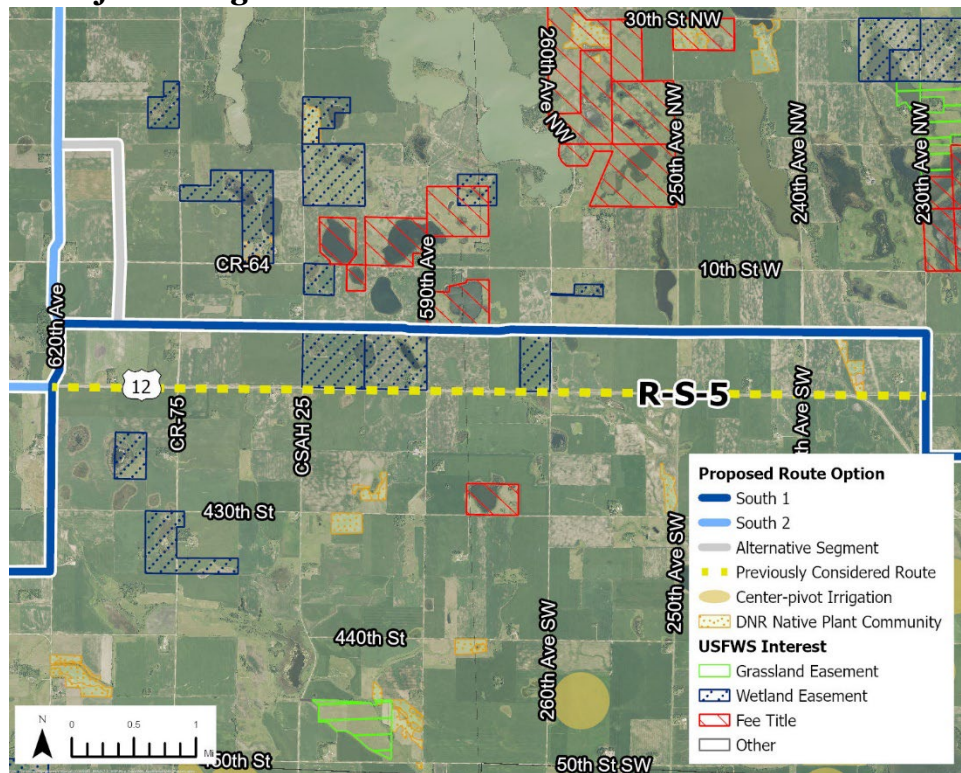 30th St NW
260th Ave NW
250th Ave NW
240th Ave NW
230th Ave NW
CR-64
590th Ave
10th St W
620th Ave
12
R-S-5
CR-75
CSAH 25
Ave SW
430th St
250th Ave SW
440th St
260th Ave SW
50th St SW
Proposed Route Option
South 1
South 2
Alternative Segment
Previously Considered Route
Center-pivot Irrigation
DNR Native Plant Community
USFWS Interest
Grassland Easement
Wetland Easement
Fee Title
Other
N
0 0.5 1
Mi